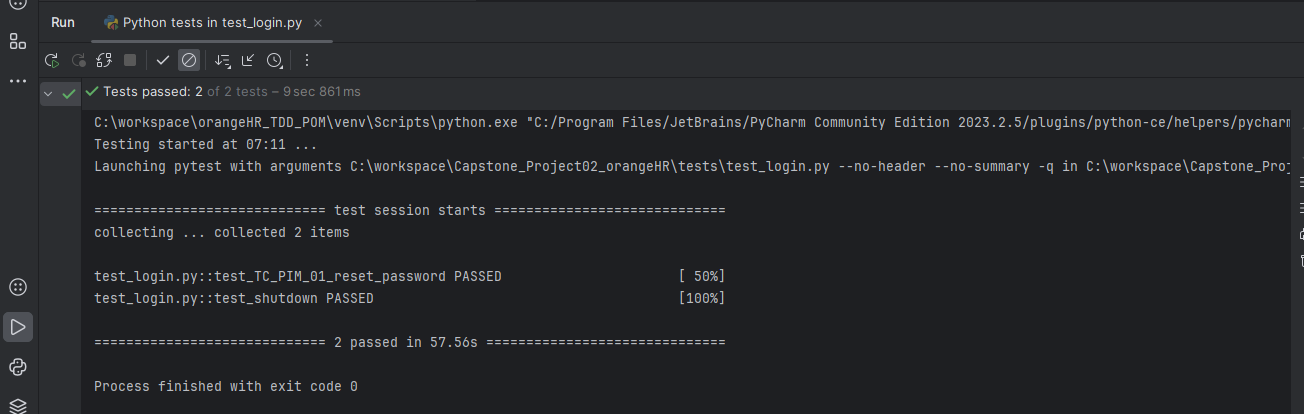 Run
Python tests in test_login.py
Tests passed: 2 of 2 tests – 9 sec 861 ms
C:\workspace\orangeHR_TDD_POM\venv\Scripts\python.exe "C:/Program Files/JetBrains/PyCharm Community Edition 2023.2.5/plugins/python-ce/helpers/pycharm
Testing started at 07:11 ...
Launching pytest with arguments C:\workspace\Capstone_Project02_orangeHR\tests\test_login.py --no-header --no-summary -q in C:\workspace\Capstone_Proj
============================= test session starts =============================
collecting ... collected 2 items
test_login.py::test_TC_PIM_01_reset_password PASSED [ 50%]
test_login.py::test_shutdown PASSED [100%]
============================= 2 passed in 57.56s ==============================
Process finished with exit code 0